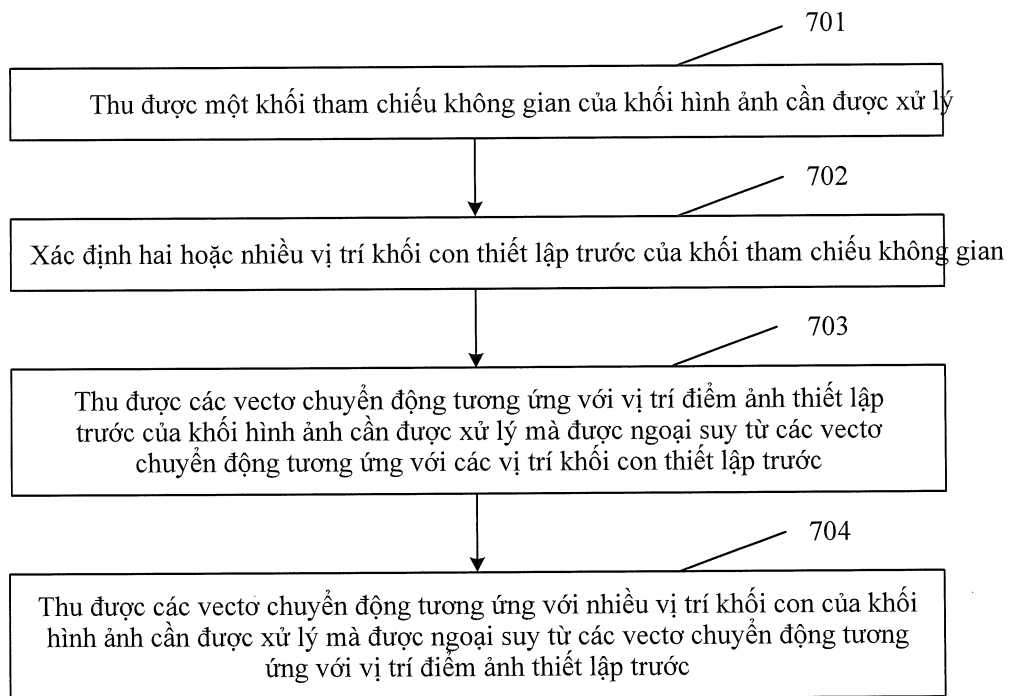 701
Thu được một khối tham chiếu không gian của khối hình ảnh cần được xử lý
702
Xác định hai hoặc nhiều vị trí khối con thiết lập trước của khối tham chiếu không gian
703
Thu được các vectơ chuyển động tương ứng với vị trí điểm ảnh thiết lập
trước của khối hình ảnh cần được xử lý mà được ngoại suy từ các vectơ
chuyển động tương ứng với các vị trí khối con thiết lập trước
704
Thu được các vectơ chuyển động tương ứng với nhiều vị trí khối con của khối
hình ảnh cần được xử lý mà được ngoại suy từ các vectơ chuyển động tương
ứng với vị trí điểm ảnh thiết lập trước